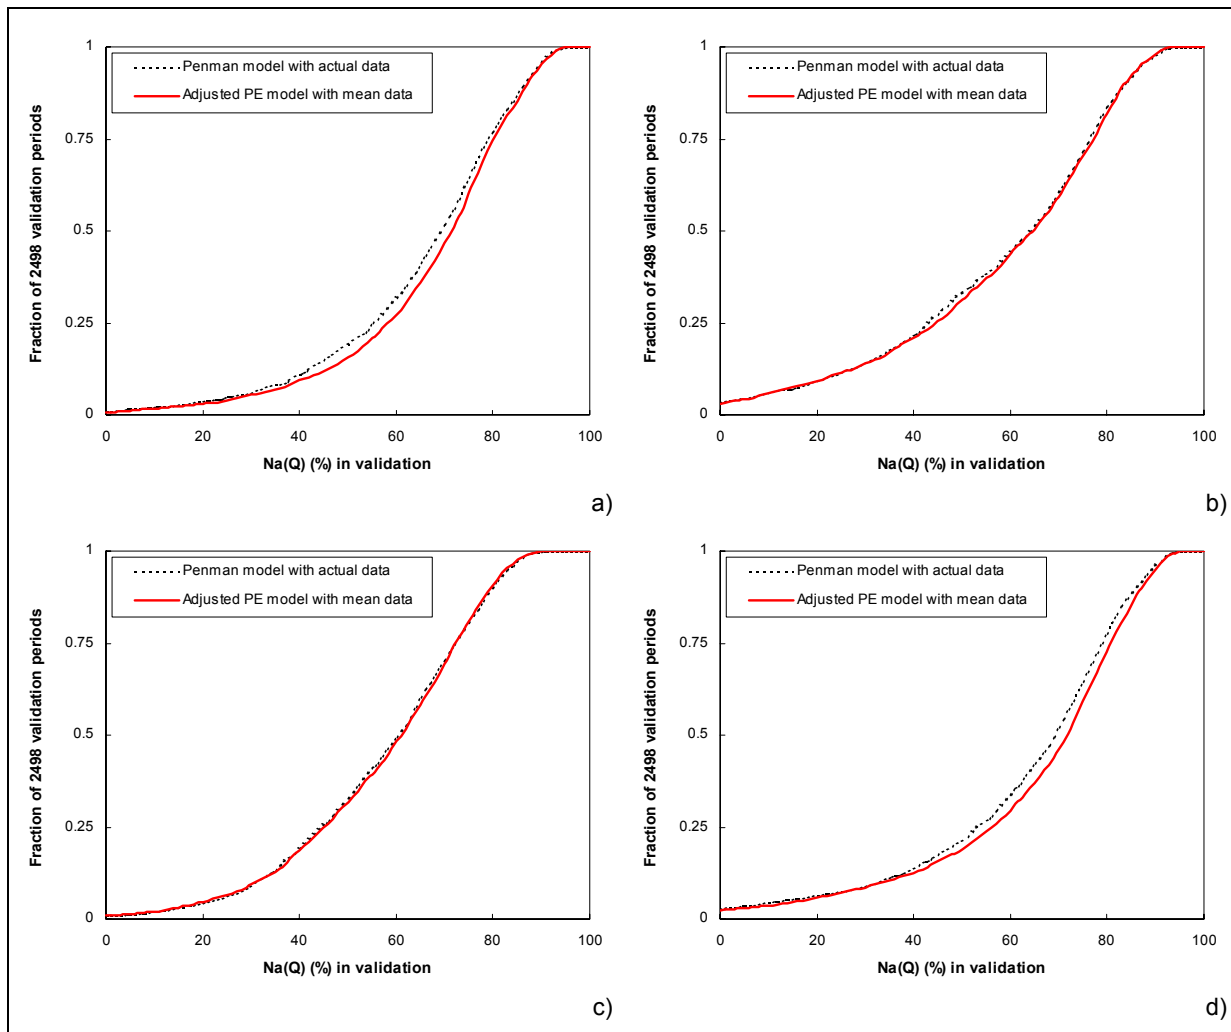 1
0.75
0.5
0.25
0
Fraction of 2498 validation periods
Penman model with actual data
Adjusted PE model with mean data
0 20 40 60 80 100
Na(Q) (%) in validation
a)
1
0.75
0.5
0.25
0
Fraction of 2498 validation periods
Penman model with actual data
Adjusted PE model with mean data
0 20 40 60 80 100
Na(Q) (%) in validation
b)
1
0.75
0.5
0.25
0
Fraction of 2498 validation periods
Penman model with actual data
Adjusted PE model with mean data
0 20 40 60 80 100
Na(Q) (%) in validation
c)
1
0.75
0.5
0.25
0
Fraction of 2498 validation periods
Penman model with actual data
Adjusted PE model with mean data
0 20 40 60 80 100
Na(Q) (%) in validation
d)